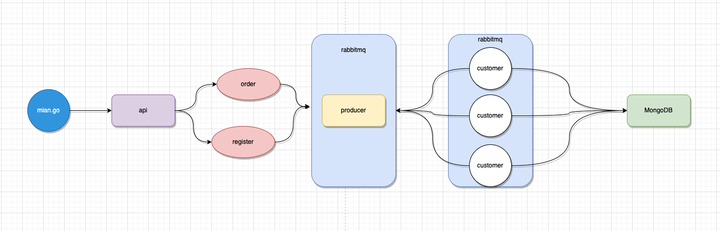 mian.go
api
order
register
rabbitmq
producer
rabbitmq
customer
customer
customer
MongoDB